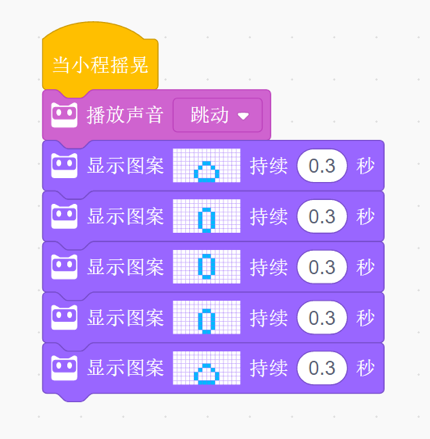 当小程摇晃
播放声音 跳动
显示图案 持续 0.3 秒
显示图案 持续 0.3 秒
显示图案 持续 0.3 秒
显示图案 持续 0.3 秒
显示图案 持续 0.3 秒